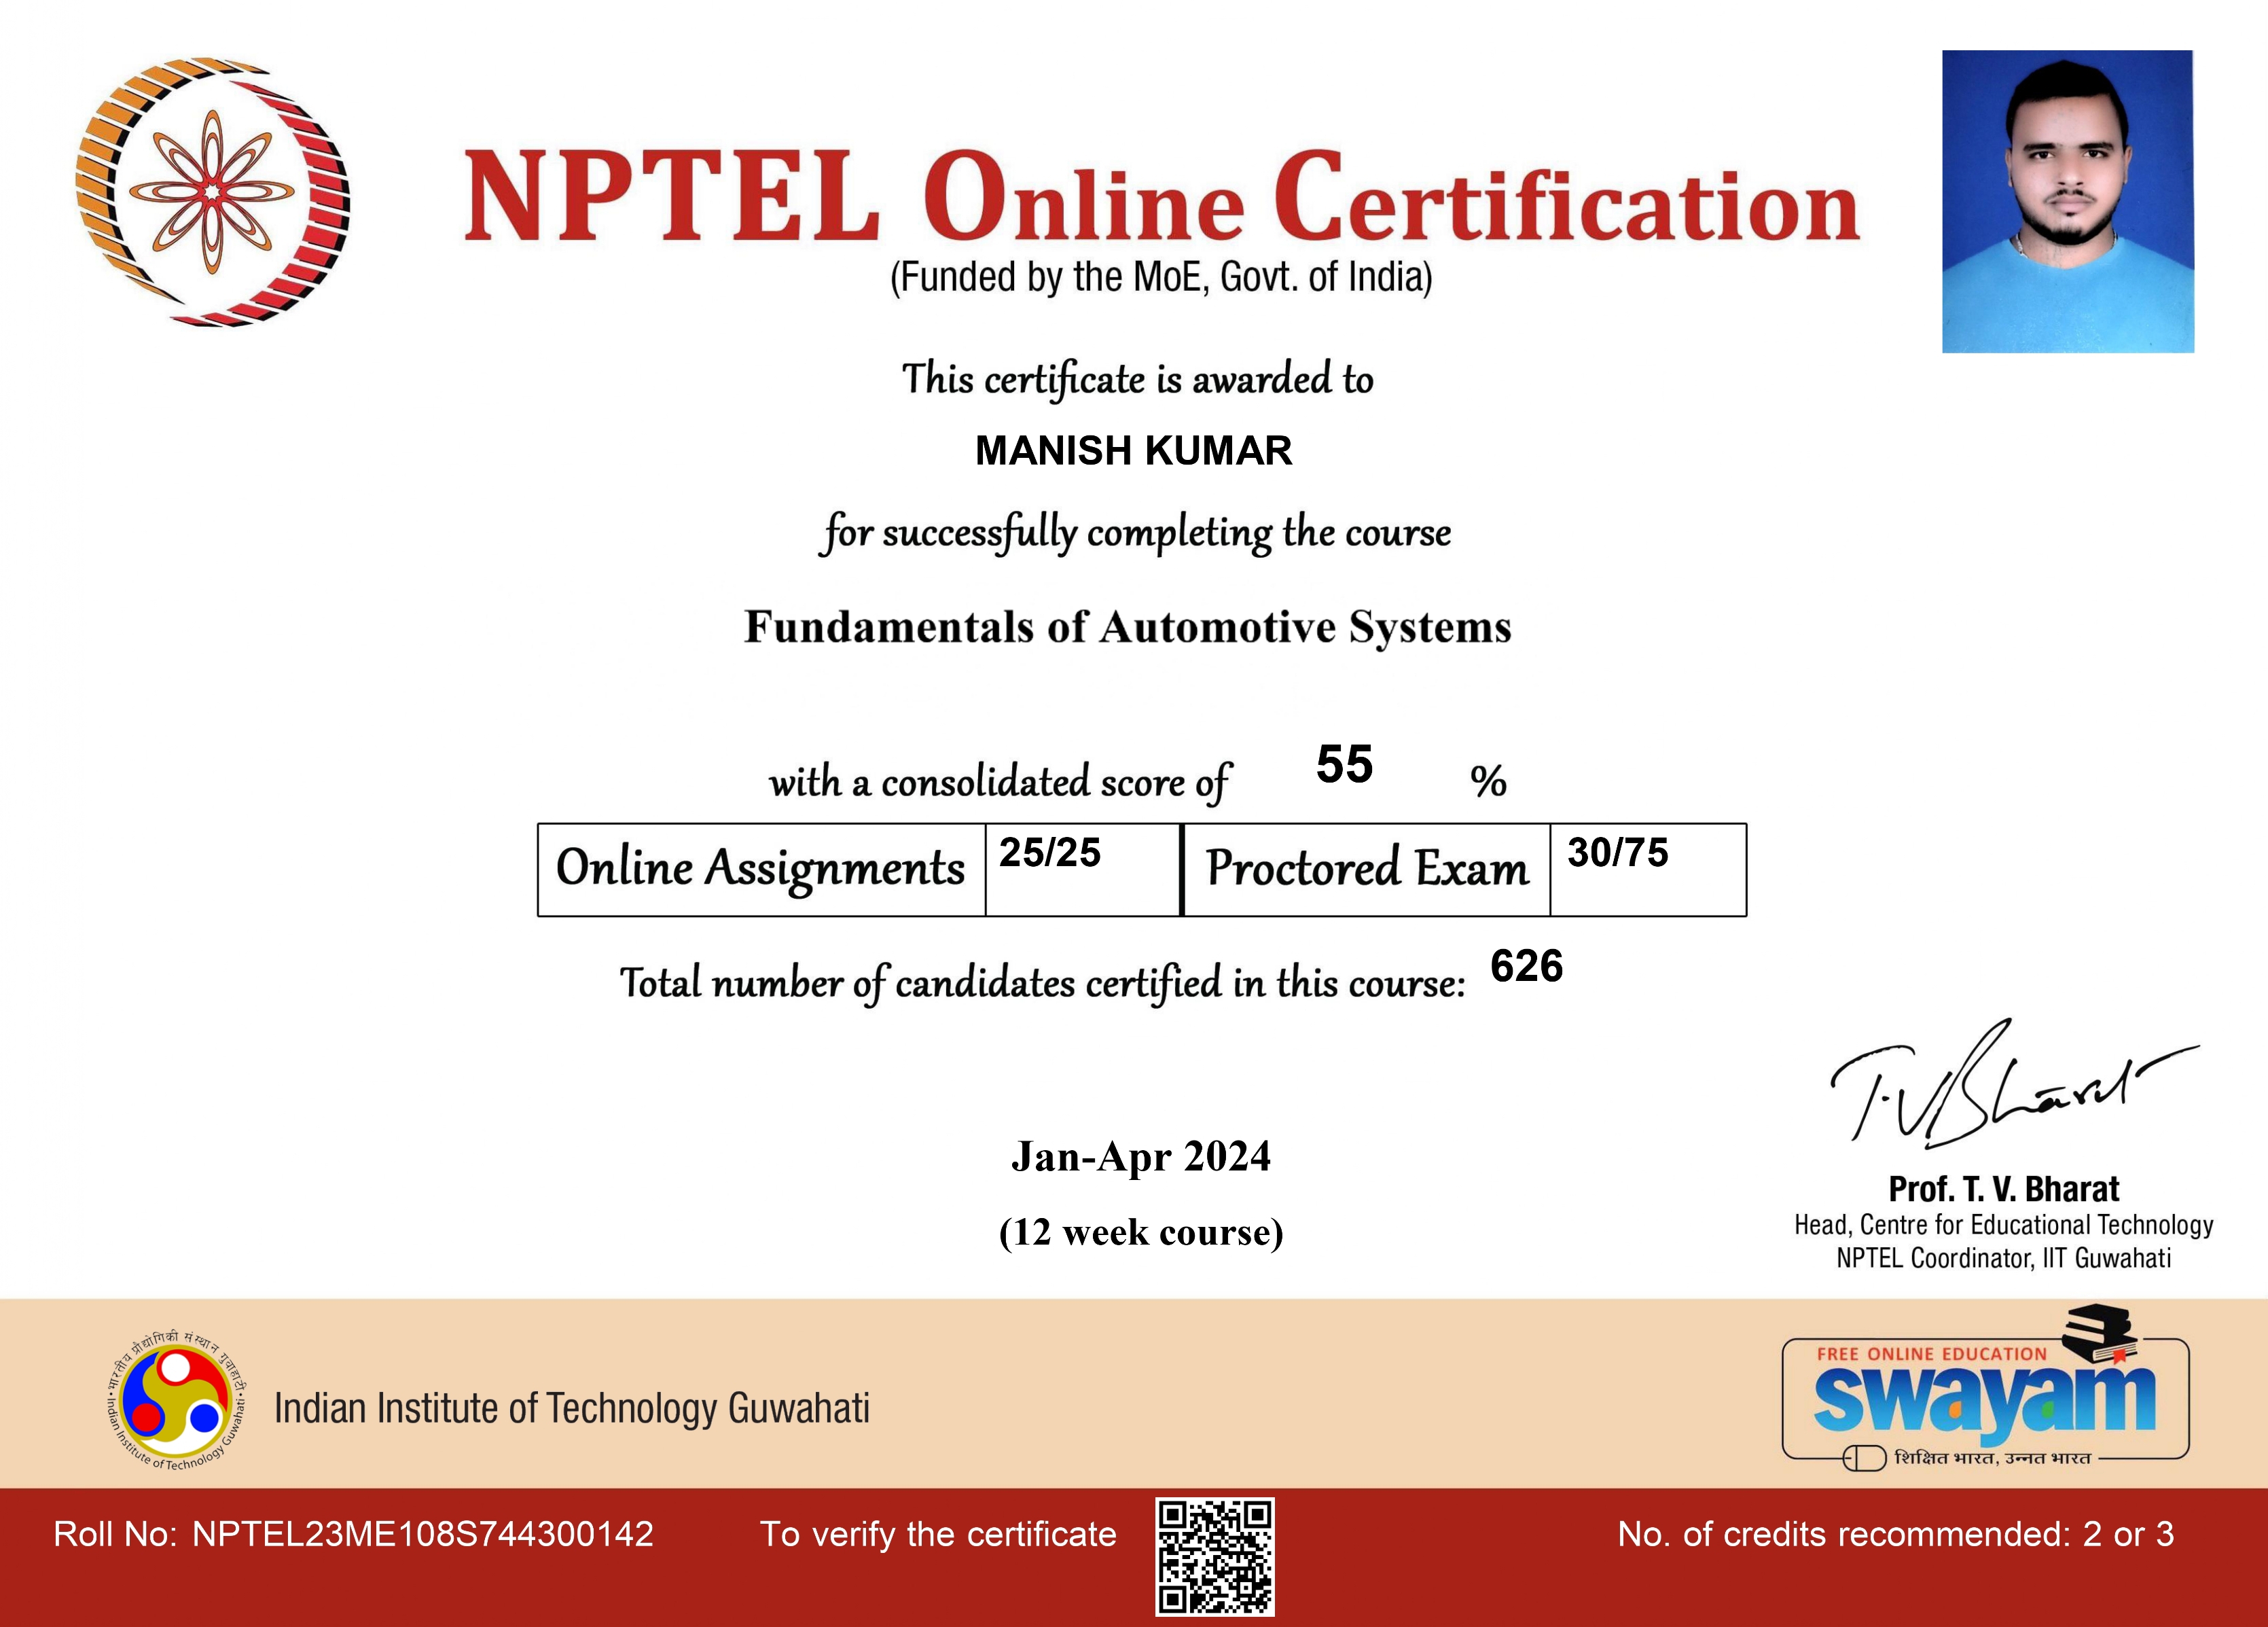 NPTEL Online Certification
(Funded by the MoE, Govt. of India)
This certificate is awarded to
MANISH KUMAR
for successfully completing the course
Fundamentals of Automotive Systems
with a consolidated score of 55 %
Online Assignments 25/25 Proctored Exam 30/75
Total number of candidates certified in this course: 626
T.V.Bharat
Jan-Apr 2024
(12 week course)
Prof. T. V. Bharat
Head, Centre for Educational Technology
NPTEL Coordinator, IIT Guwahati
भारतीय प्रौद्योगिकी संस्थान गुवाहाटी
Indian Institute of Technology Guwahati
Indian Institute of Technology Guwahati
FREE ONLINE EDUCATION
swayam
शिक्षित भारत, उन्नत भारत
Roll No: NPTEL23ME108S744300142 To verify the certificate No. of credits recommended: 2 or 3